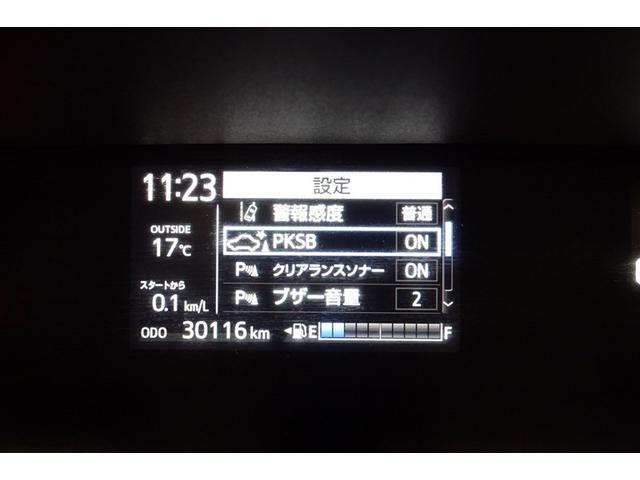 11:23 設定
警報感度 普通
OUTSIDE
17℃
PKSB ON
クリアランスソナー ON
スタートから
0.1 km/L
ブザー音量 2
ODO 30116 km E F